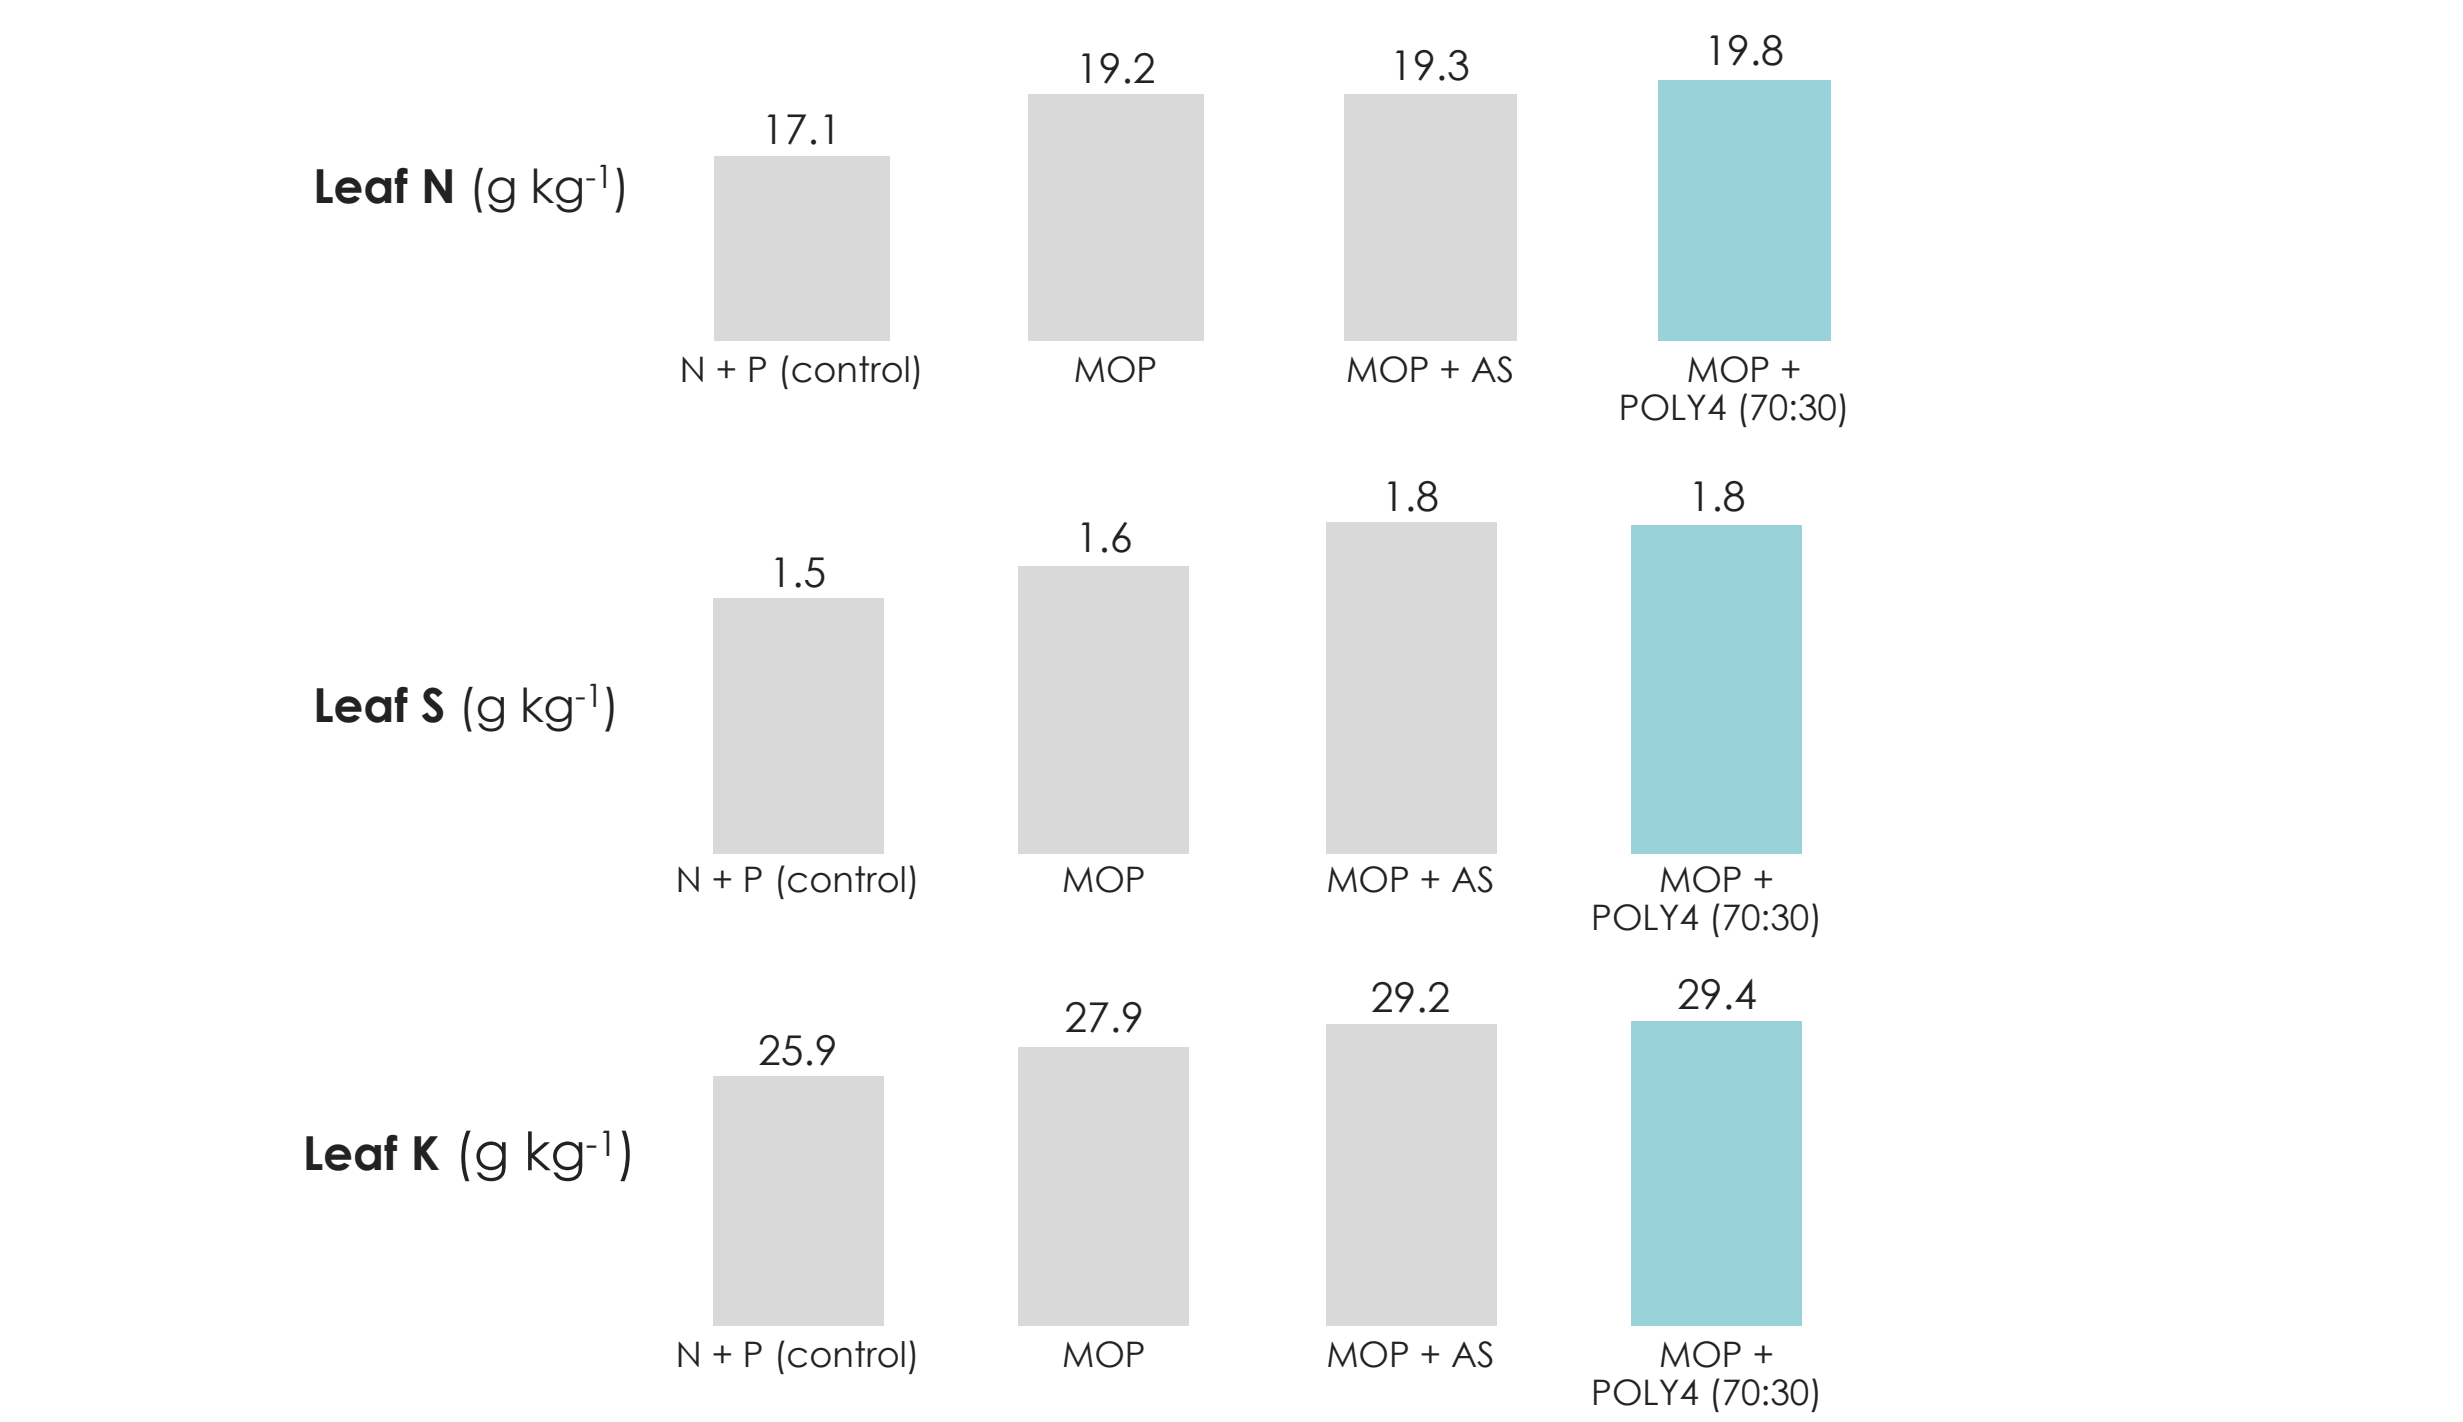 17.1
19.2
19.3
19.8
Leaf N (g kg-1)
N + P (control)
MOP
MOP + AS
MOP +
POLY4 (70:30)
1.5
1.6
1.8
1.8
Leaf S (g kg-1)
N + P (control)
MOP
MOP + AS
MOP +
POLY4 (70:30)
25.9
27.9
29.2
29.4
Leaf K (g kg-1)
N + P (control)
MOP
MOP + AS
MOP +
POLY4 (70:30)